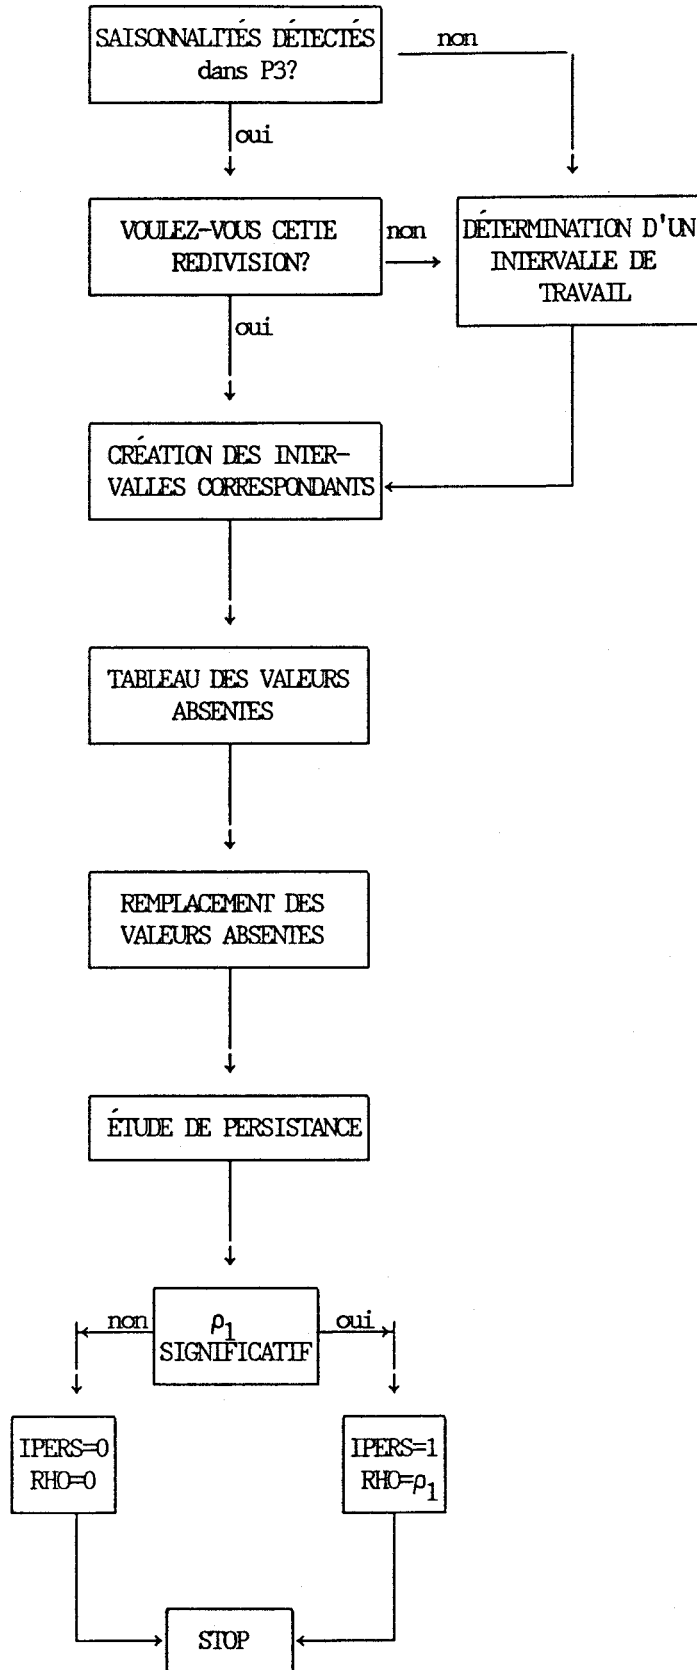 SAISONNALITÉS DÉTECTÉS
dans P3?
non
oui
VOULEZ-VOUS CETTE
REDIVISION?
non
DÉTERMINATION D'UN
INTERVALLE DE
TRAVAIL
oui
CRÉATION DES INTER-
VALLES CORRESPONDANTS
TABLEAU DES VALEURS
ABSENTES
REMPLACEMENT DES
VALEURS ABSENTES
ÉTUDE DE PERSISTANCE
non
ρ1
SIGNIFICATIF
oui
IPERS=0
RHO=0
IPERS=1
RHO=ρ1
STOP